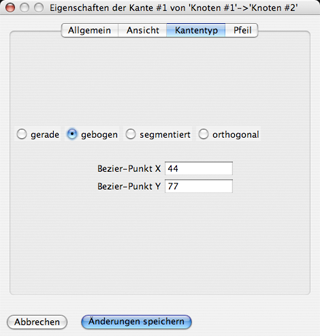 Eigenschaften der Kante #1 von 'Knoten #1'->'Knoten #2'
Allgemein Ansicht Kantentyp Pfeil
gerade gebogen segmentiert orthogonal
Bezier-Punkt X 44
Bezier-Punkt Y 77
Abbrechen Änderungen speichern